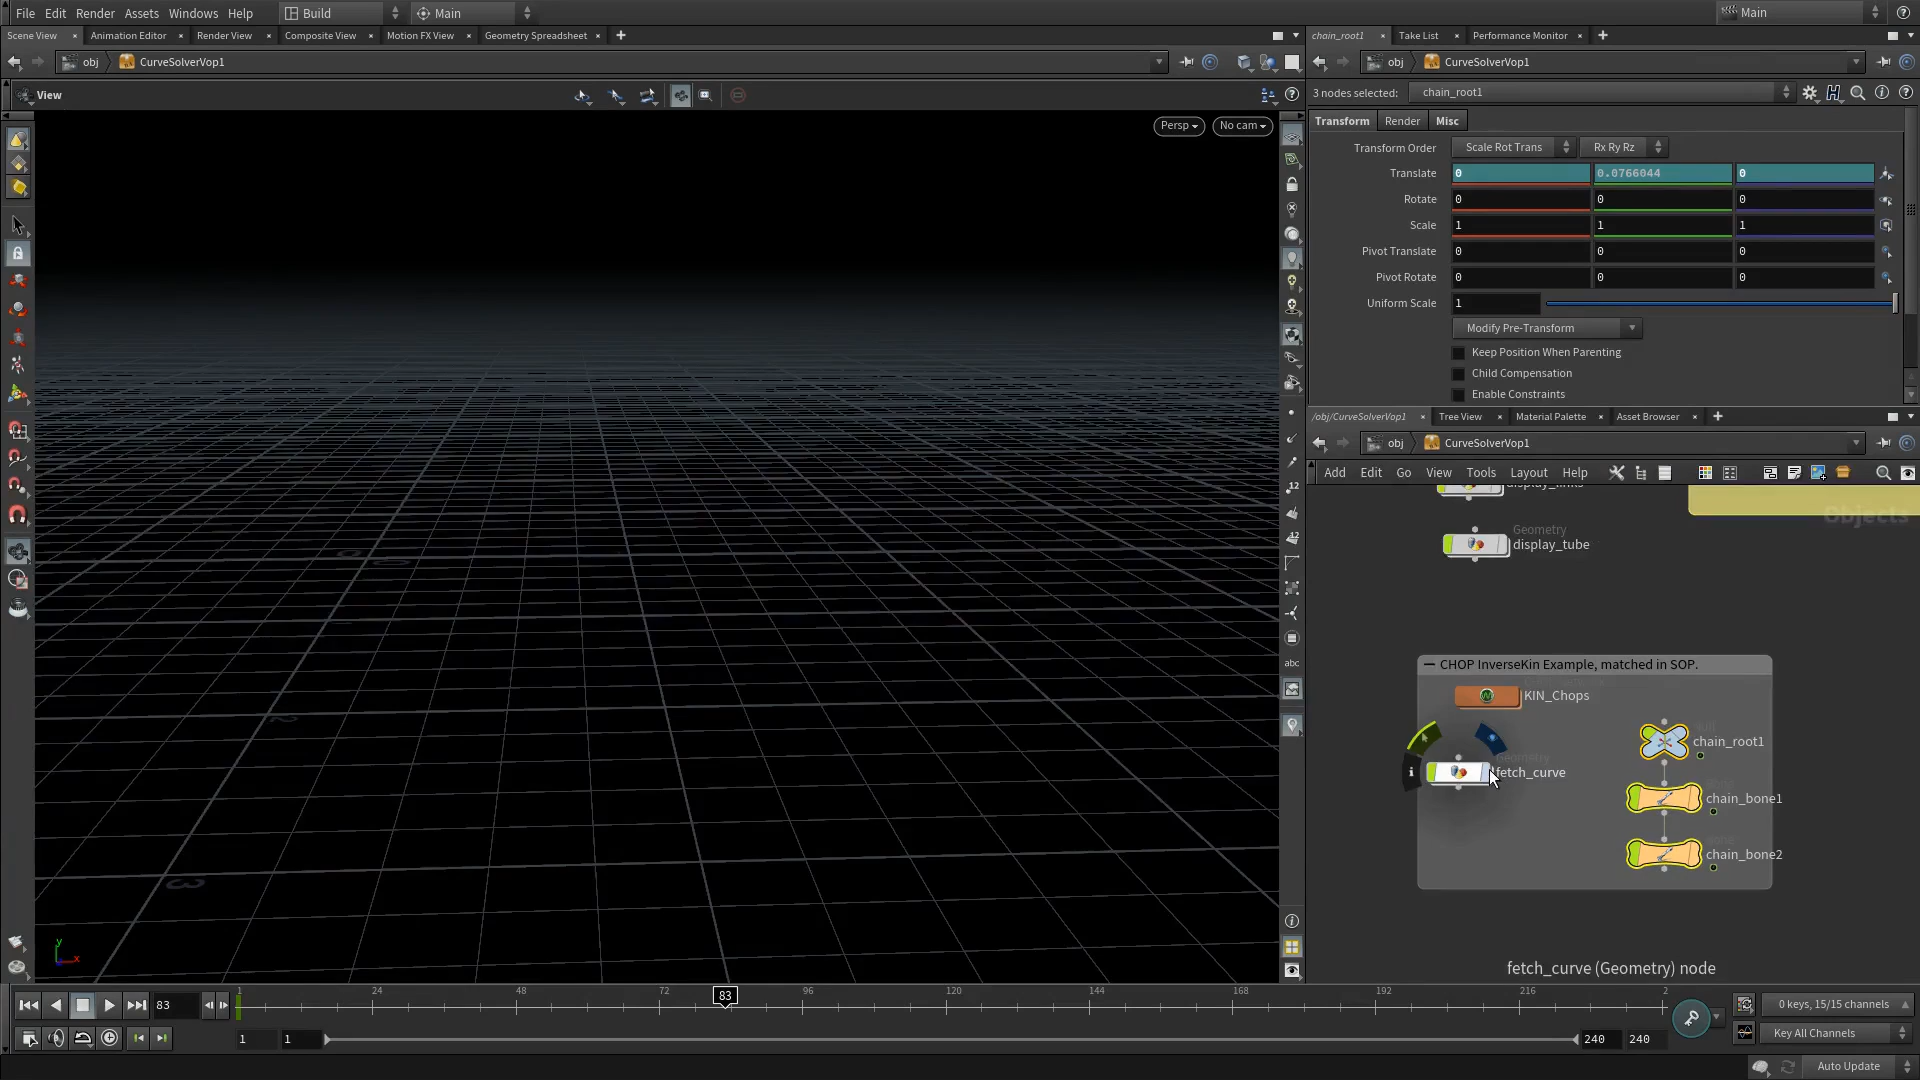 File Edit Render Assets Windows Help Build Main Main
Scene View Animation Editor Render View Composite View Motion FX View Geometry Spreadsheet
obj CurveSolverVop1
View
Persp No cam
chain_root1 Take List Performance Monitor
obj CurveSolverVop1
3 nodes selected: chain_root1
Transform Render Misc
Transform Order Scale Rot Trans Rx Ry Rz
Translate 0 0.0766044 0
Rotate 0 0 0
Scale 1 1 1
Pivot Translate 0 0 0
Pivot Rotate 0 0 0
Uniform Scale 1
Modify Pre-Transform
Keep Position When Parenting
Child Compensation
Enable Constraints
/obj/CurveSolverVop1 Tree View Material Palette Asset Browser
obj CurveSolverVop1
Add Edit Go View Tools Layout Help
Objects
Geometry
display_tube
CHOP InverseKin Example, matched in SOP.
KIN_Chops
chain_root1
Geometry
fetch_curve
chain_bone1
chain_bone2
fetch_curve (Geometry) node
12
12
abc
83
1 24 48 72 83 96 120 144 168 192 216 2
0 keys, 15/15 channels
1 1 240 240
Key All Channels
Auto Update